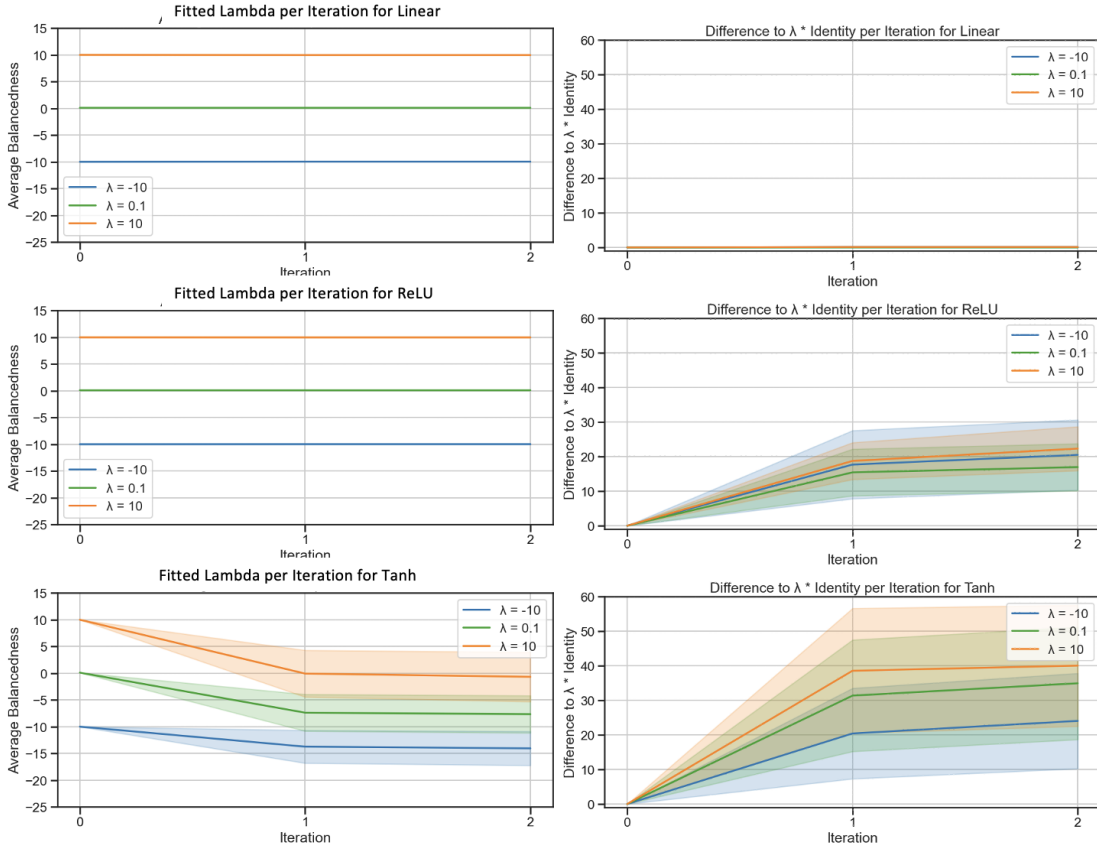 Fitted Lambda per Iteration for Linear
Average Balancedness
15
10
5
0
−5
−10
−15
−20
−25
λ = -10
λ = 0.1
λ = 10
0
1
2
Iteration
Difference to λ * Identity per Iteration for Linear
Difference to λ * Identity
60
50
40
30
20
10
0
λ = -10
λ = 0.1
λ = 10
0
1
2
Iteration
Fitted Lambda per Iteration for ReLU
Average Balancedness
15
10
5
0
−5
−10
−15
−20
−25
λ = -10
λ = 0.1
λ = 10
0
1
2
Iteration
Difference to λ * Identity per Iteration for ReLU
Difference to λ * Identity
60
50
40
30
20
10
0
λ = -10
λ = 0.1
λ = 10
0
1
2
Iteration
Fitted Lambda per Iteration for Tanh
Average Balancedness
15
10
5
0
−5
−10
−15
−20
−25
λ = -10
λ = 0.1
λ = 10
0
1
2
Iteration
Difference to λ * Identity per Iteration for Tanh
Difference to λ * Identity
60
50
40
30
20
10
0
λ = -10
λ = 0.1
λ = 10
0
1
2
Iteration